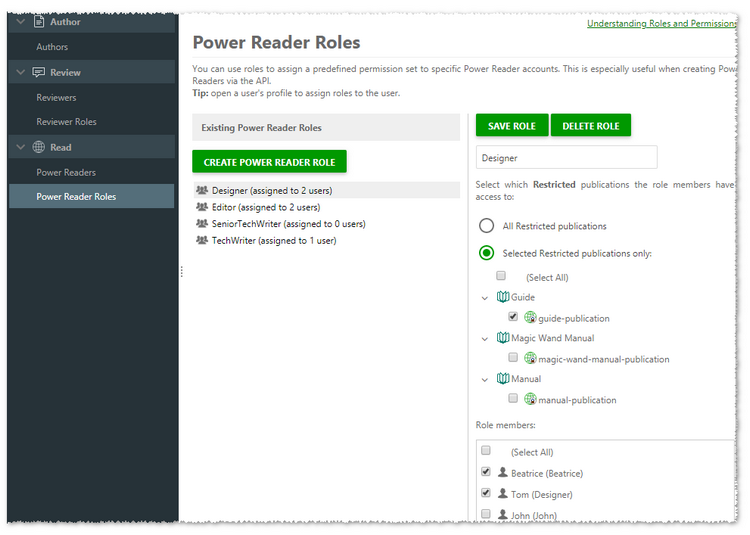 Author
Authors
Review
Reviewers
Reviewer Roles
Read
Power Readers
Power Reader Roles
Understanding Roles and Permissions
Power Reader Roles
You can use roles to assign a predefined permission set to specific Power Reader accounts. This is especially useful when creating Pow
Readers via the API.
Tip: open a user's profile to assign roles to the user.
Existing Power Reader Roles
CREATE POWER READER ROLE
Designer (assigned to 2 users)
Editor (assigned to 2 users)
SeniorTechWriter (assigned to 0 users)
TechWriter (assigned to 1 user)
SAVE ROLE
DELETE ROLE
Designer
Select which Restricted publications the role members have
access to:
All Restricted publications
Selected Restricted publications only:
(Select All)
Guide
guide-publication
Magic Wand Manual
magic-wand-manual-publication
Manual
manual-publication
Role members:
(Select All)
Beatrice (Beatrice)
Tom (Designer)
John (John)